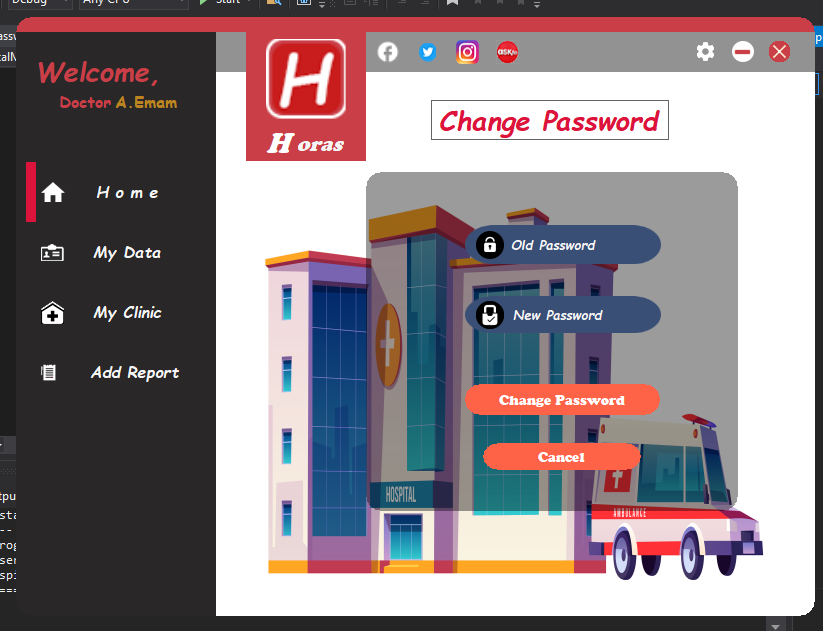 Debug
Any CPU
Start
Welcome,
Doctor A.Emam
H o m e
My Data
My Clinic
Add Report
H
H oras
ask
Change Password
Old Password
New Password
Change Password
Cancel
HOSPITAL
AMBULANCE